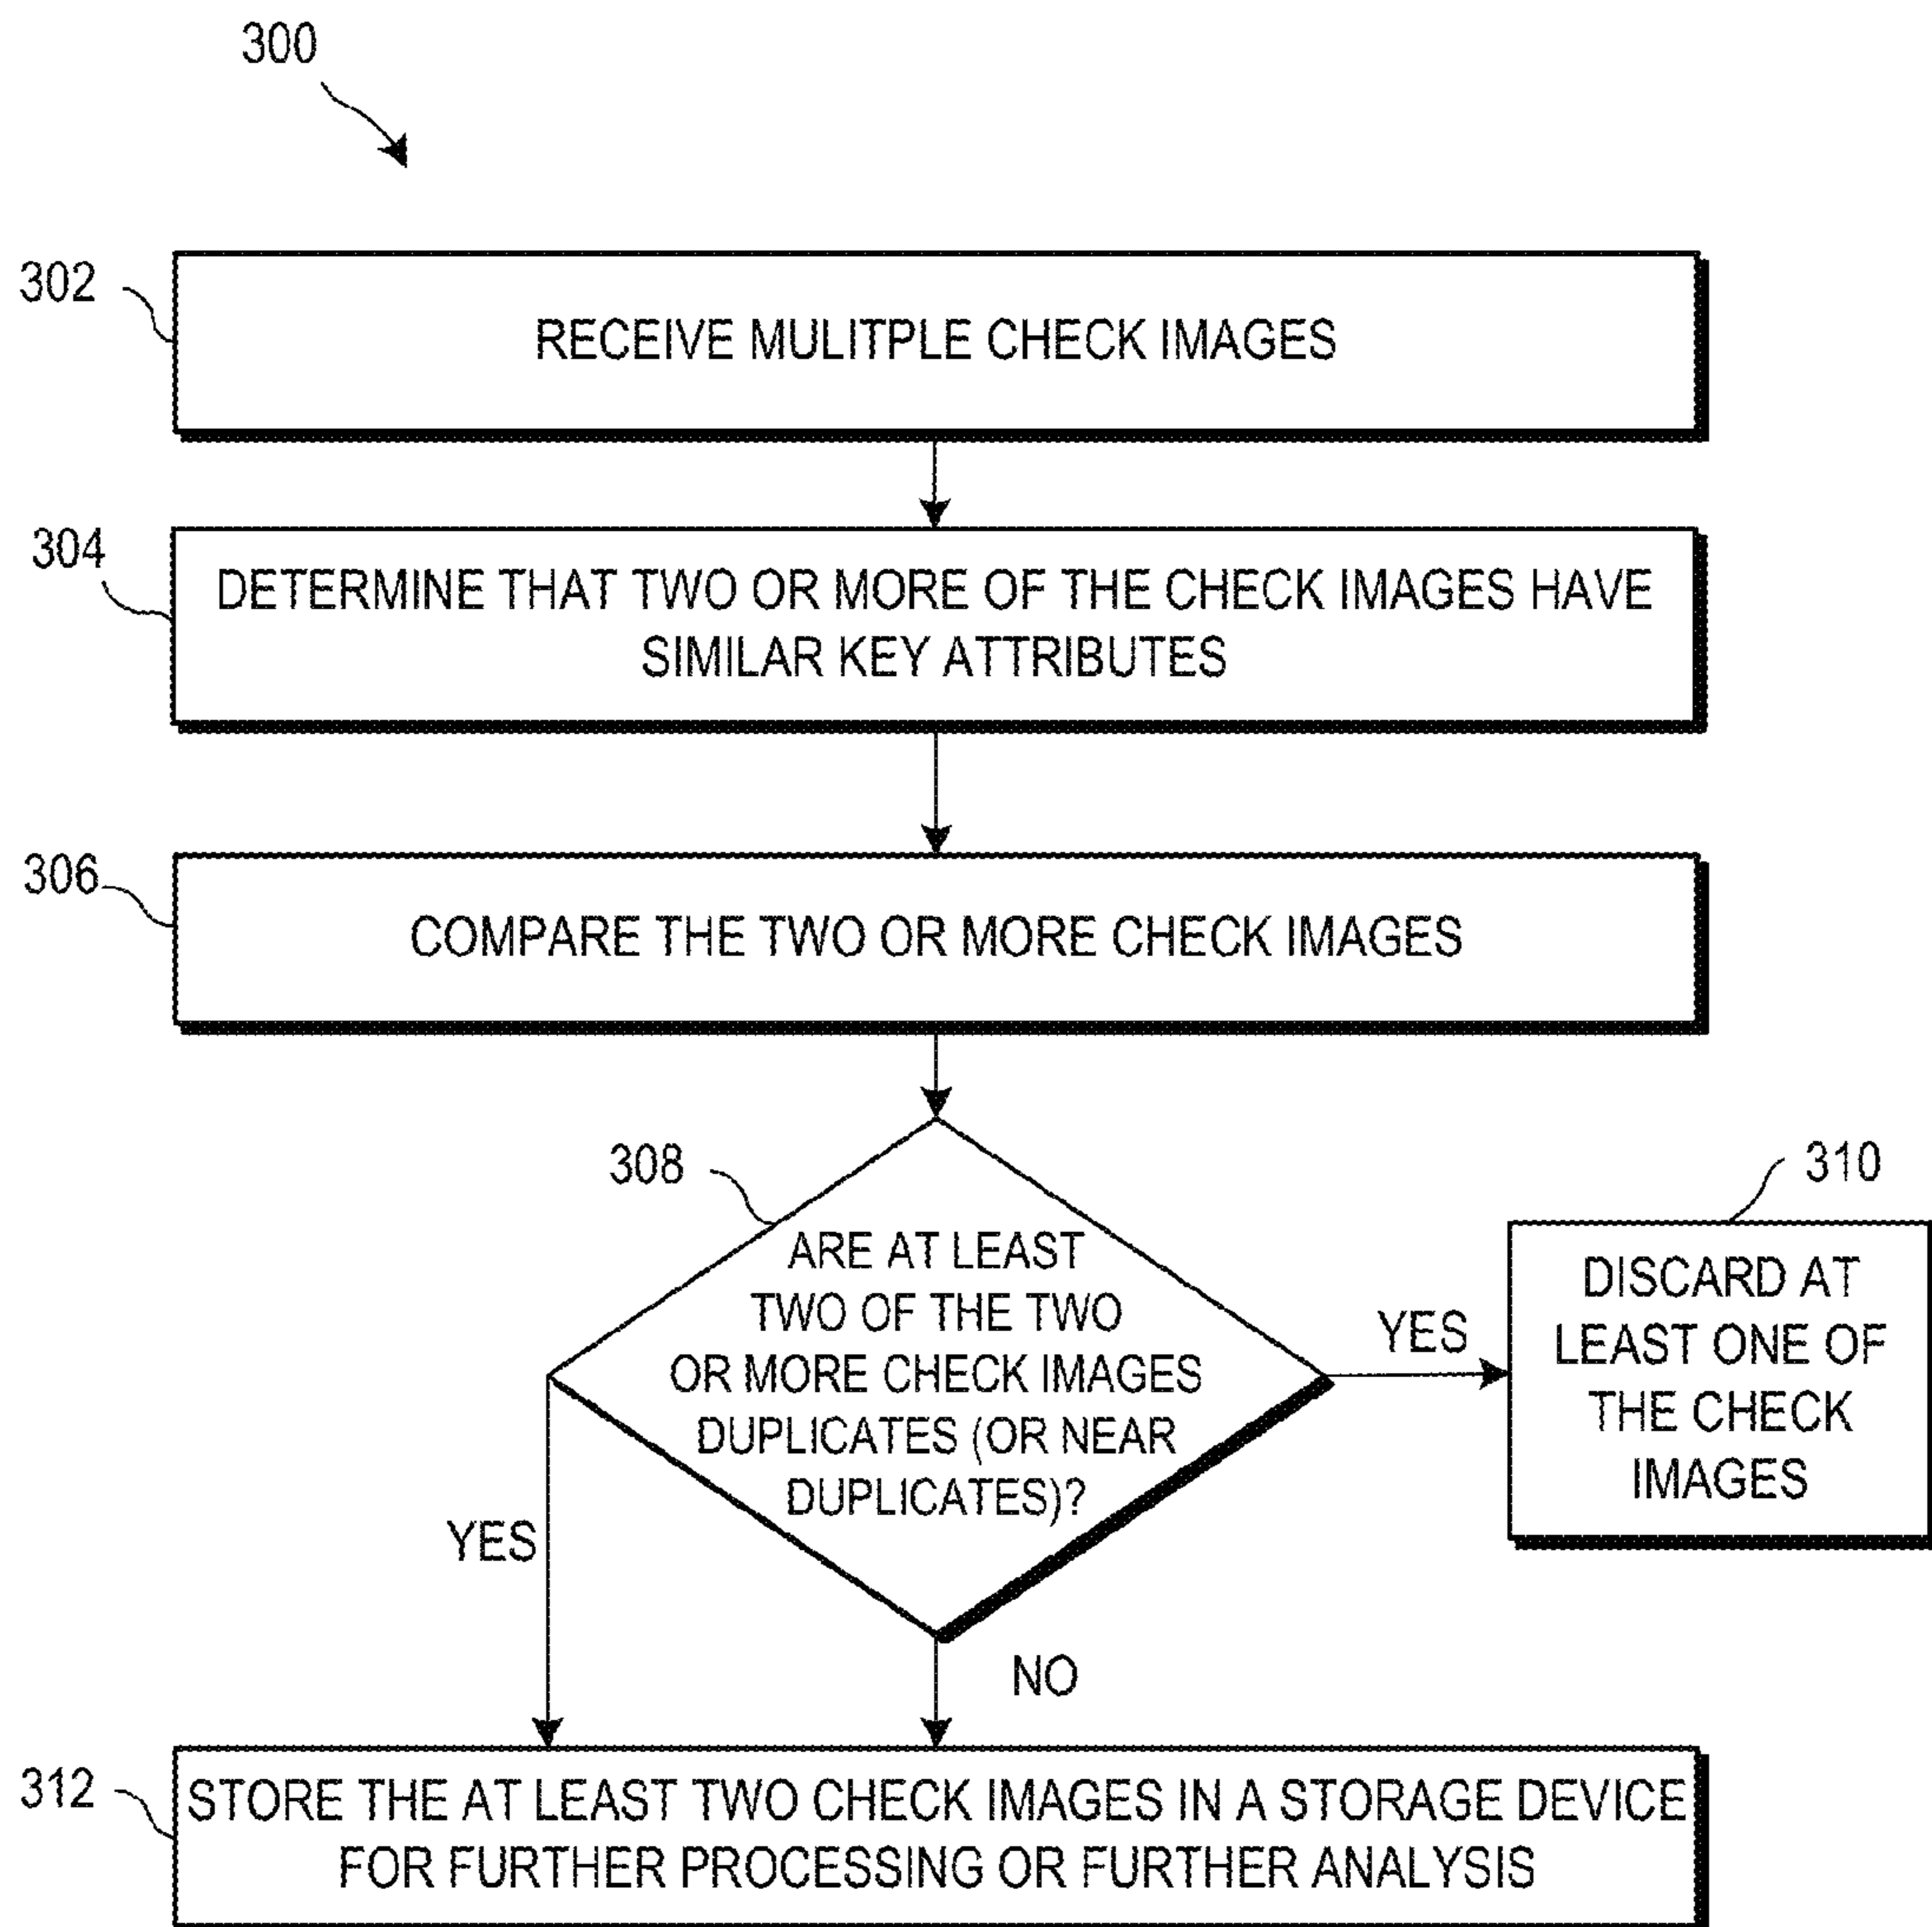 300
302
RECEIVE MULITPLE CHECK IMAGES
304
DETERMINE THAT TWO OR MORE OF THE CHECK IMAGES HAVE
SIMILAR KEY ATTRIBUTES
306
COMPARE THE TWO OR MORE CHECK IMAGES
308
ARE AT LEAST
TWO OF THE TWO
OR MORE CHECK IMAGES
DUPLICATES (OR NEAR
DUPLICATES)?
YES
310
DISCARD AT
LEAST ONE OF
THE CHECK
IMAGES
YES
NO
312
STORE THE AT LEAST TWO CHECK IMAGES IN A STORAGE DEVICE
FOR FURTHER PROCESSING OR FURTHER ANALYSIS